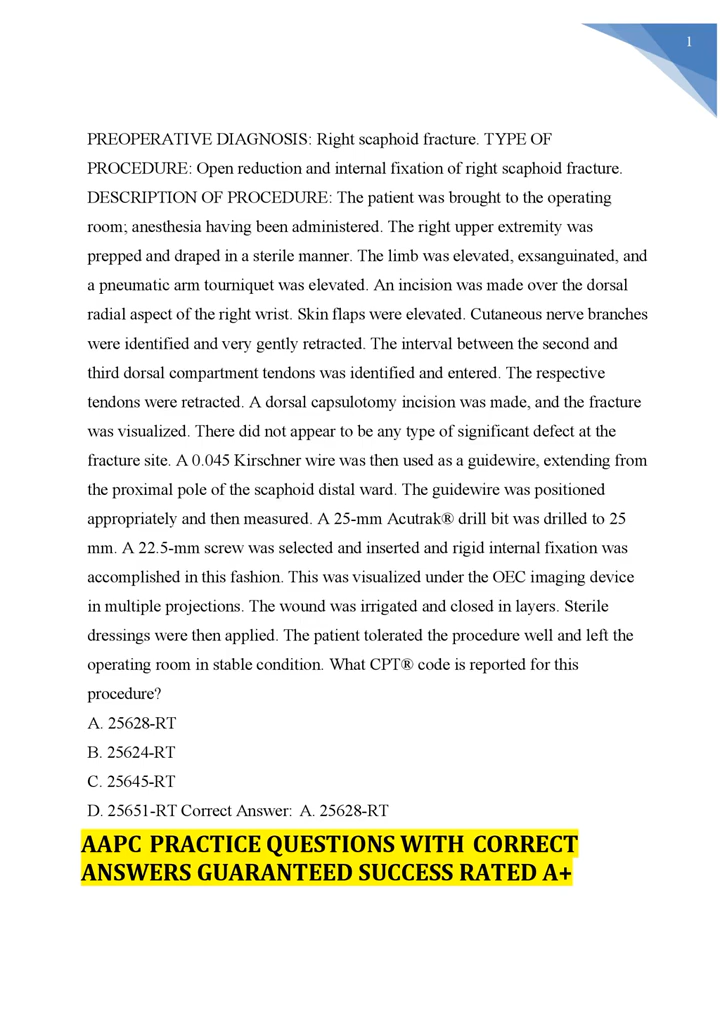 1
PREOPERATIVE DIAGNOSIS: Right scaphoid fracture. TYPE OF
PROCEDURE: Open reduction and internal fixation of right scaphoid fracture.
DESCRIPTION OF PROCEDURE: The patient was brought to the operating
room; anesthesia having been administered. The right upper extremity was
prepped and draped in a sterile manner. The limb was elevated, exsanguinated, and
a pneumatic arm tourniquet was elevated. An incision was made over the dorsal
radial aspect of the right wrist. Skin flaps were elevated. Cutaneous nerve branches
were identified and very gently retracted. The interval between the second and
third dorsal compartment tendons was identified and entered. The respective
tendons were retracted. A dorsal capsulotomy incision was made, and the fracture
was visualized. There did not appear to be any type of significant defect at the
fracture site. A 0.045 Kirschner wire was then used as a guidewire, extending from
the proximal pole of the scaphoid distal ward. The guidewire was positioned
appropriately and then measured. A 25-mm Acutrak® drill bit was drilled to 25
mm. A 22.5-mm screw was selected and inserted and rigid internal fixation was
accomplished in this fashion. This was visualized under the OEC imaging device
in multiple projections. The wound was irrigated and closed in layers. Sterile
dressings were then applied. The patient tolerated the procedure well and left the
operating room in stable condition. What CPT® code is reported for this
procedure?
A. 25628-RT
B. 25624-RT
C. 25645-RT
D. 25651-RT Correct Answer: A. 25628-RT
AAPC PRACTICE QUESTIONS WITH CORRECT
ANSWERS GUARANTEED SUCCESS RATED A+